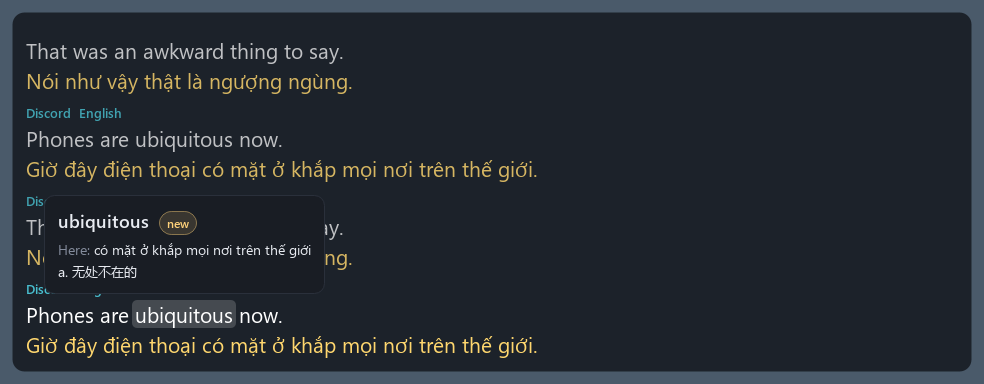 That was an awkward thing to say.
Nói như vậy thật là ngượng ngùng.
Discord English
Phones are ubiquitous now.
Giờ đây điện thoại có mặt ở khắp mọi nơi trên thế giới.
ubiquitous new
Here: có mặt ở khắp mọi nơi trên thế giới
a. 无处不在的
Phones are ubiquitous now.
Giờ đây điện thoại có mặt ở khắp mọi nơi trên thế giới.